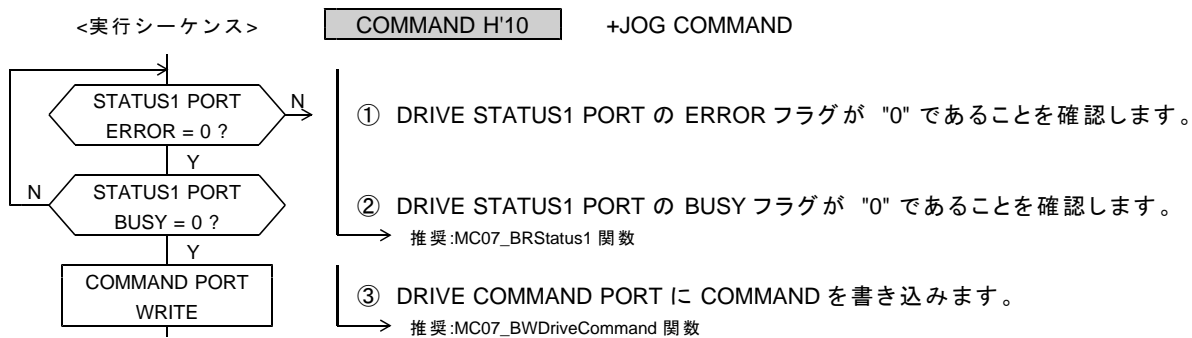 <実行シーケンス> COMMAND H'10 +JOG COMMAND
STATUS1 PORT
ERROR = 0 ?
N
① DRIVE STATUS1 PORT の ERROR フラグが "0" であることを確認します。
Y
N
STATUS1 PORT
BUSY = 0 ?
② DRIVE STATUS1 PORT の BUSY フラグが "0" であることを確認します。
推奨:MC07_BRStatus1 関数
Y
COMMAND PORT
WRITE
③ DRIVE COMMAND PORT に COMMAND を書き込みます。
推奨:MC07_BWDriveCommand 関数